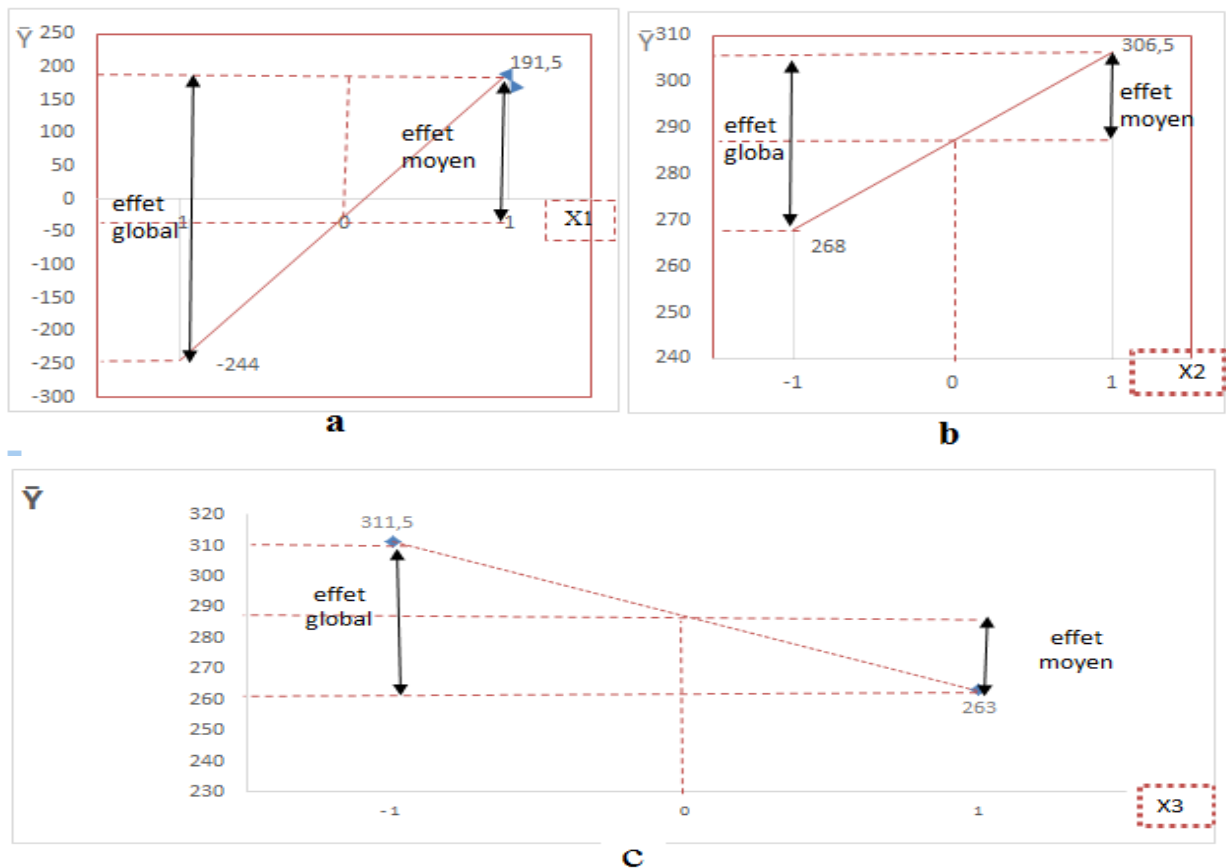 250
Ȳ
200
150
100
50
0
-50
-100
-150
-200
-250
-300
191,5
effet
moyen
effet
global
1
0
1
X1
-244
a
310
Ȳ
300
290
280
270
260
250
240
306,5
effet
moyen
effet
globa
268
-1
0
1
X2
b
Ȳ
320
310
300
290
280
270
260
250
240
230
311,5
effet
global
effet
moyen
263
-1
0
1
X3
C